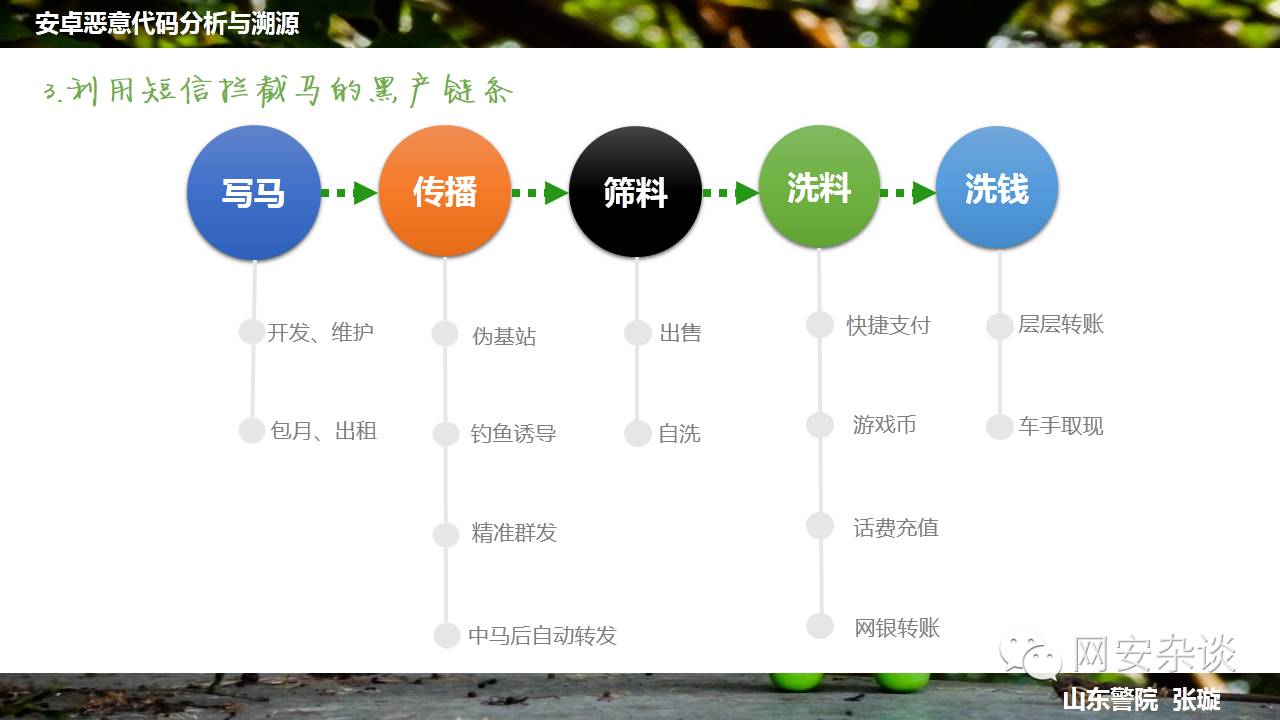 安卓恶意代码分析与溯源
3.利用短信拦截马的黑产链条
写马
传播
筛料
洗料
洗钱
开发、维护
包月、出租
伪基站
钓鱼诱导
精准群发
中马后自动转发
出售
自洗
快捷支付
游戏币
话费充值
网银转账
层层转账
车手取现
网安杂谈
山东警院 张璇